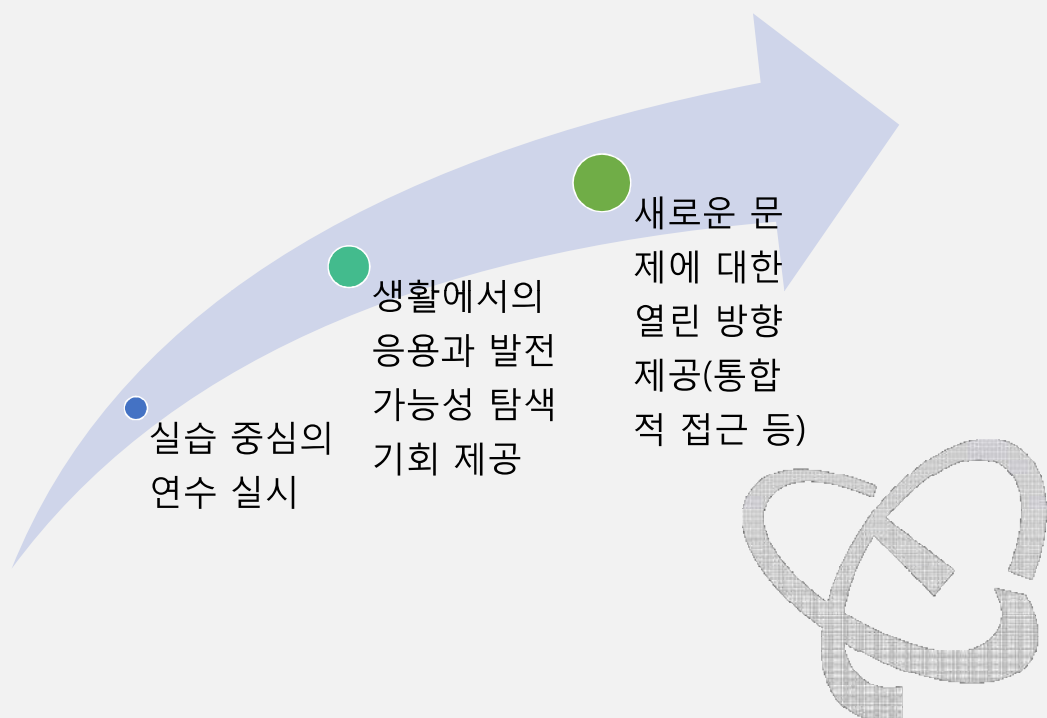 실습 중심의
연수 실시
생활에서의
응용과 발전
가능성 탐색
기회 제공
새로운 문
제에 대한
열린 방향
제공(통합
적 접근 등)